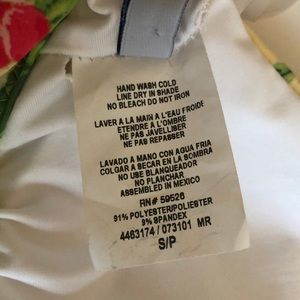 HAND WASH COLD
LINE DRY IN SHADE
NO BLEACH DO NOT IRON
LAVER A LA MAIN A L'EAU FROIDE
ETENDRE A L'OMBRE
NE PAS JAVELLISER
NE PAS REPASSER
LAVADO A MANO CON AGUA FRIA
COLGAR A SECAR EN LA SOMBRA
NO USE BLANQUEADOR
NO PLANCHAR
ASSEMBLED IN MEXICO
RN# 59526
91% POLYESTER/POLIESTER
9% SPANDEX
4463174 / 073101 MR
S/P